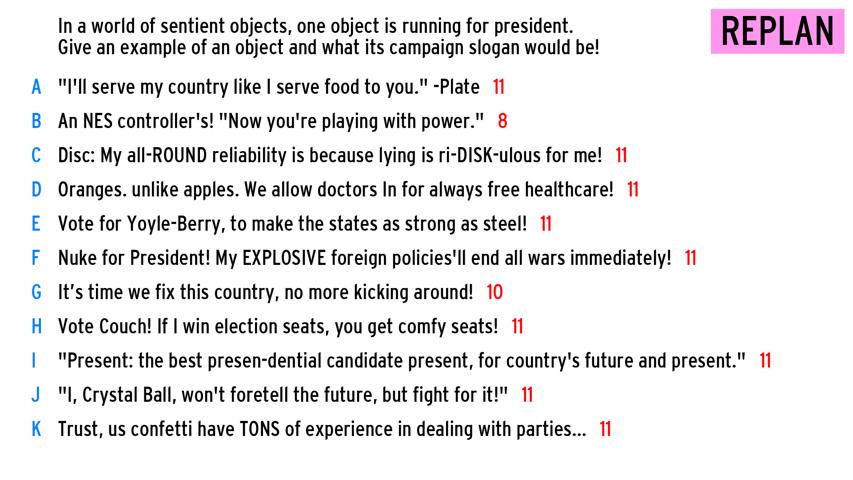 In a world of sentient objects, one object is running for president.
Give an example of an object and what its campaign slogan would be!
REPLAN
A "I'll serve my country like I serve food to you." -Plate 11
B An NES controller's! "Now you're playing with power." 8
C Disc: My all-ROUND reliability is because lying is ri-DISK-ulous for me! 11
D Oranges. unlike apples. We allow doctors In for always free healthcare! 11
E Vote for Yoyle-Berry, to make the states as strong as steel! 11
F Nuke for President! My EXPLOSIVE foreign policies'll end all wars immediately! 11
G It's time we fix this country, no more kicking around! 10
H Vote Couch! If I win election seats, you get comfy seats! 11
I "Present: the best presen-dential candidate present, for country's future and present." 11
J "I, Crystal Ball, won't foretell the future, but fight for it!" 11
K Trust, us confetti have TONS of experience in dealing with parties... 11